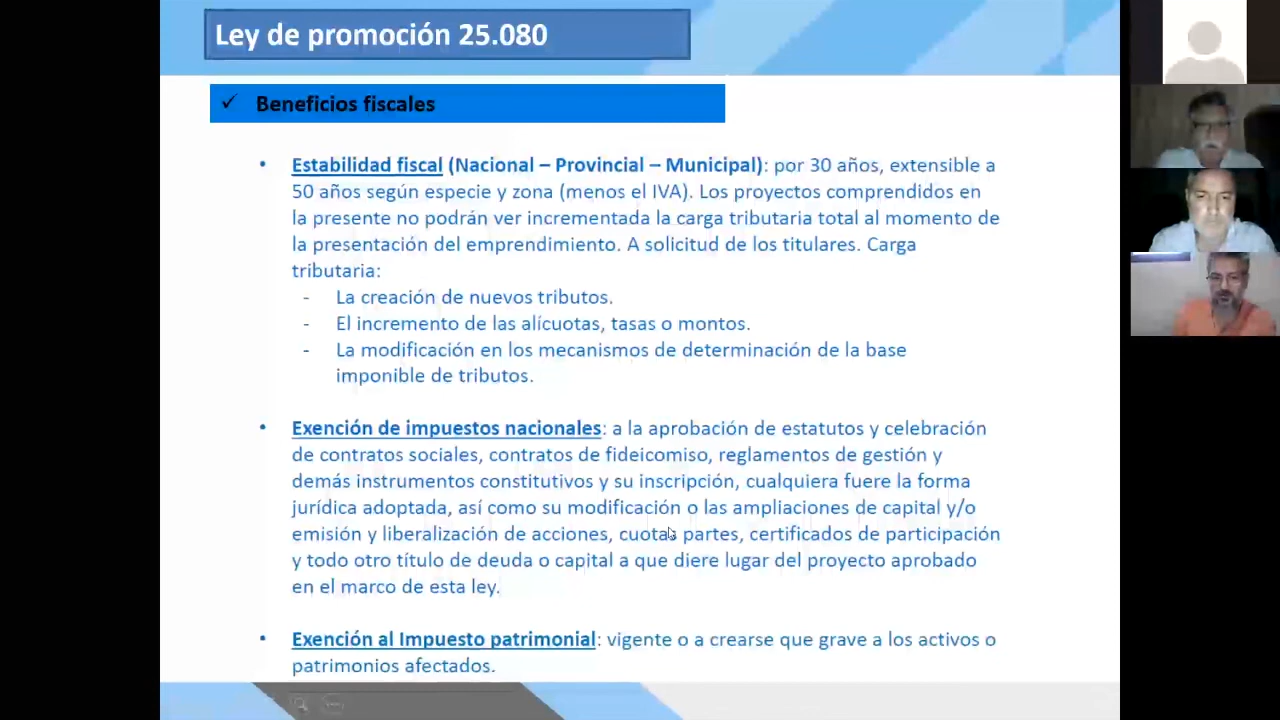 Ley de promoción 25.080
✓ Beneficios fiscales
• Estabilidad fiscal (Nacional – Provincial – Municipal): por 30 años, extensible a
50 años según especie y zona (menos el IVA). Los proyectos comprendidos en
la presente no podrán ver incrementada la carga tributaria total al momento de
la presentación del emprendimiento. A solicitud de los titulares. Carga
tributaria:
- La creación de nuevos tributos.
- El incremento de las alícuotas, tasas o montos.
- La modificación en los mecanismos de determinación de la base
imponible de tributos.
• Exención de impuestos nacionales: a la aprobación de estatutos y celebración
de contratos sociales, contratos de fideicomiso, reglamentos de gestión y
demás instrumentos constitutivos y su inscripción, cualquiera fuere la forma
jurídica adoptada, así como su modificación o las ampliaciones de capital y/o
emisión y liberalización de acciones, cuotas partes, certificados de participación
y todo otro título de deuda o capital a que diere lugar del proyecto aprobado
en el marco de esta ley.
• Exención al Impuesto patrimonial: vigente o a crearse que grave a los activos o
patrimonios afectados.